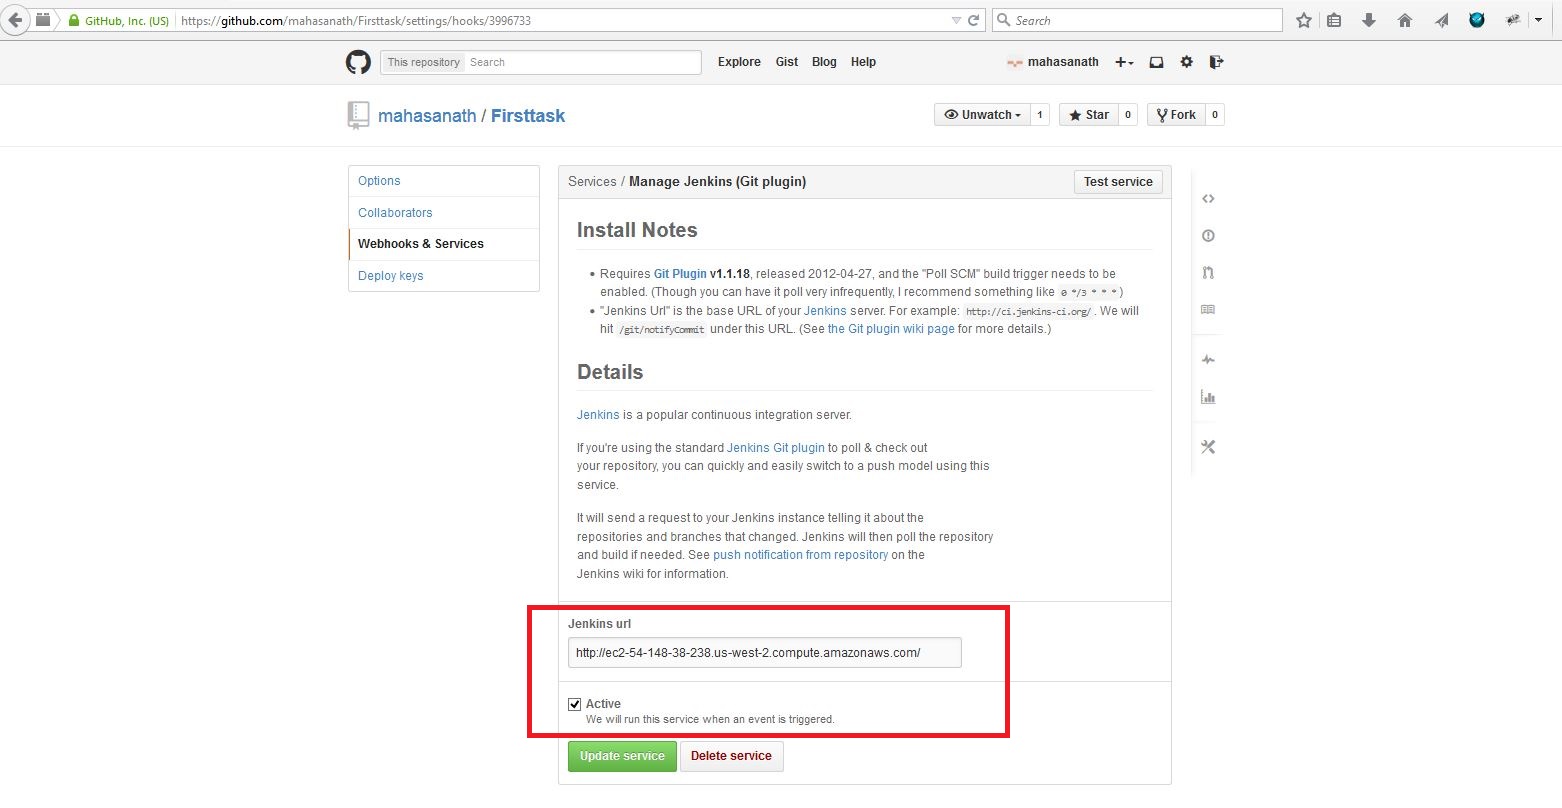 GitHub, Inc. (US) https://github.com/mahasanath/Firsttask/settings/hooks/3996733 Search
This repository Search Explore Gist Blog Help mahasanath
mahasanath / Firsttask Unwatch 1 Star 0 Fork 0
Options
Collaborators
Webhooks & Services
Deploy keys
Services / Manage Jenkins (Git plugin) Test service
Install Notes
• Requires Git Plugin v1.1.18, released 2012-04-27, and the "Poll SCM" build trigger needs to be
enabled. (Though you can have it poll very infrequently, I recommend something like 0 */3 * * *)
• "Jenkins Url" is the base URL of your Jenkins server. For example: http://ci.jenkins-ci.org/. We will
hit /git/notifyCommit under this URL. (See the Git plugin wiki page for more details.)
Details
Jenkins is a popular continuous integration server.
If you're using the standard Jenkins Git plugin to poll & check out
your repository, you can quickly and easily switch to a push model using this
service.
It will send a request to your Jenkins instance telling it about the
repositories and branches that changed. Jenkins will then poll the repository
and build if needed. See push notification from repository on the
Jenkins wiki for information.
Jenkins url
http://ec2-54-148-38-238.us-west-2.compute.amazonaws.com/
Active
We will run this service when an event is triggered.
Update service Delete service